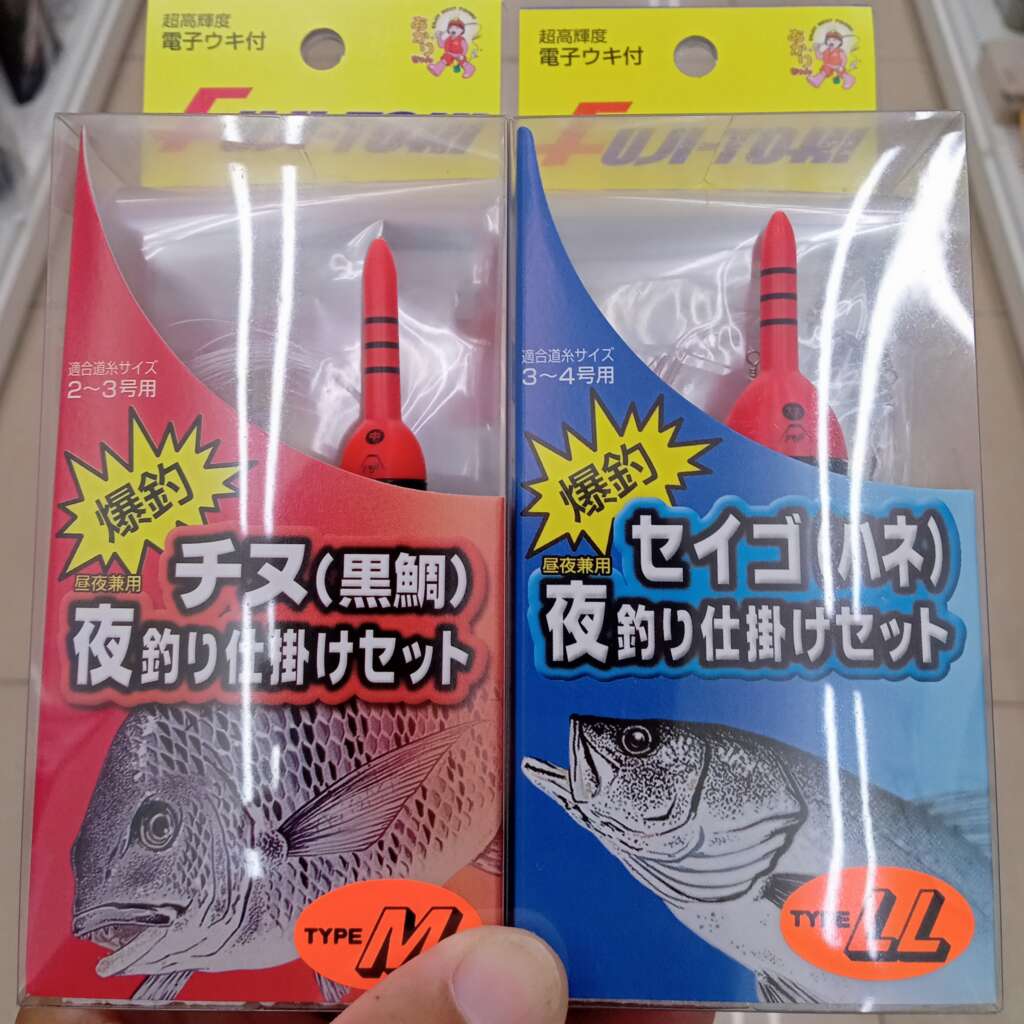 超高輝度
電子ウキ付
FUJI-TOKI
適合道糸サイズ
2～3号用
爆釣
昼夜兼用
チヌ(黒鯛)
夜釣り仕掛けセット
TYPE M
超高輝度
電子ウキ付
FUJI-TOKI
適合道糸サイズ
3～4号用
爆釣
昼夜兼用
セイゴ(ハネ)
夜釣り仕掛けセット
TYPE LL